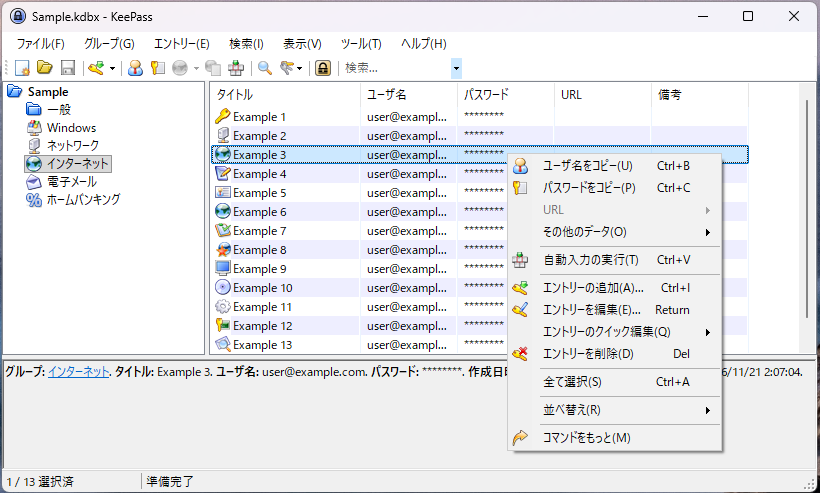 Sample.kdbx - KeePass
ファイル(F) グループ(G) エントリー(E) 検索(I) 表示(V) ツール(T) ヘルプ(H)
検索...
Sample
一般
Windows
ネットワーク
インターネット
電子メール
ホームバンキング
タイトル ユーザ名 パスワード URL 備考
Example 1 user@exampl... ********
Example 2 user@exampl... ********
Example 3 user@exampl... ********
Example 4 user@exampl... ********
Example 5 user@exampl... ********
Example 6 user@exampl... ********
Example 7 user@exampl... ********
Example 8 user@exampl... ********
Example 9 user@exampl... ********
Example 10 user@exampl... ********
Example 11 user@exampl... ********
Example 12 user@exampl... ********
Example 13 user@exampl... ********
ユーザ名をコピー(U) Ctrl+B
パスワードをコピー(P) Ctrl+C
URL
その他のデータ(O)
自動入力の実行(T) Ctrl+V
エントリーの追加(A)... Ctrl+I
エントリーを編集(E)... Return
エントリーのクイック編集(Q)
エントリーを削除(D) Del
全て選択(S) Ctrl+A
並べ替え(R)
コマンドをもっと(M)
グループ: インターネット. タイトル: Example 3. ユーザ名: user@example.com. パスワード: ********. 作成日 6/11/21 2:07:04.
1 / 13 選択済 準備完了